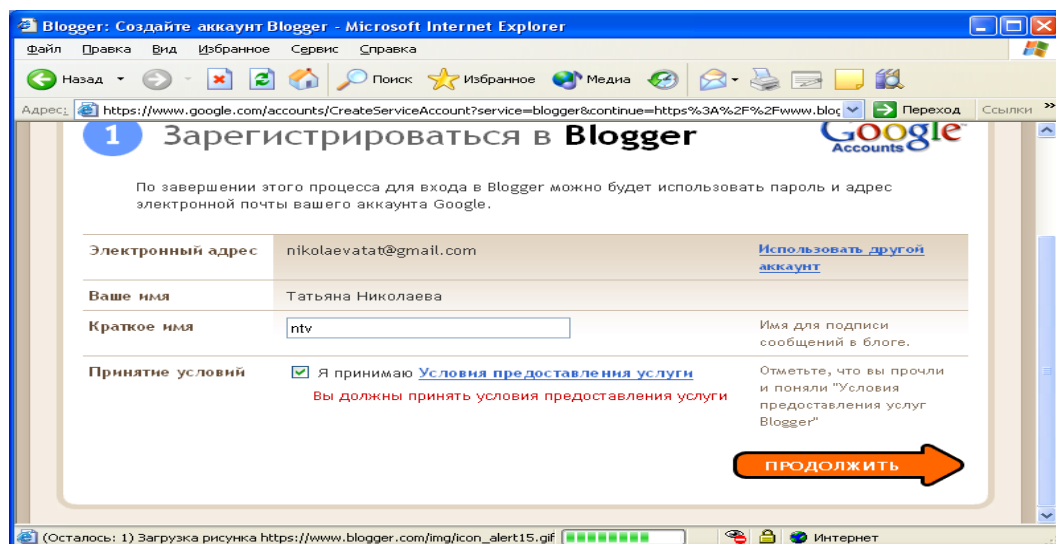 Blogger: Создайте аккаунт Blogger - Microsoft Internet Explorer
Файл Правка Вид Избранное Сервис Справка
Назад Поиск Избранное Медиа
Адрес: https://www.google.com/accounts/CreateServiceAccount?service=blogger&continue=https%3A%2F%2Fwww.blog Переход Ссылки »
1 Зарегистрироваться в Blogger
Google
Accounts
По завершении этого процесса для входа в Blogger можно будет использовать пароль и адрес
электронной почты вашего аккаунта Google.
Электронный адрес nikolaevatat@gmail.com Использовать другой
аккаунт
Ваше имя Татьяна Николаева
Краткое имя ntv Имя для подписи
сообщений в блоге.
Принятие условий Я принимаю Условия предоставления услуги Отметьте, что вы прочли
и поняли "Условия
предоставления услуг
Blogger"
Вы должны принять условия предоставления услуги
ПРОДОЛЖИТЬ
(Осталось: 1) Загрузка рисунка https://www.blogger.com/img/icon_alert15.gif Интернет